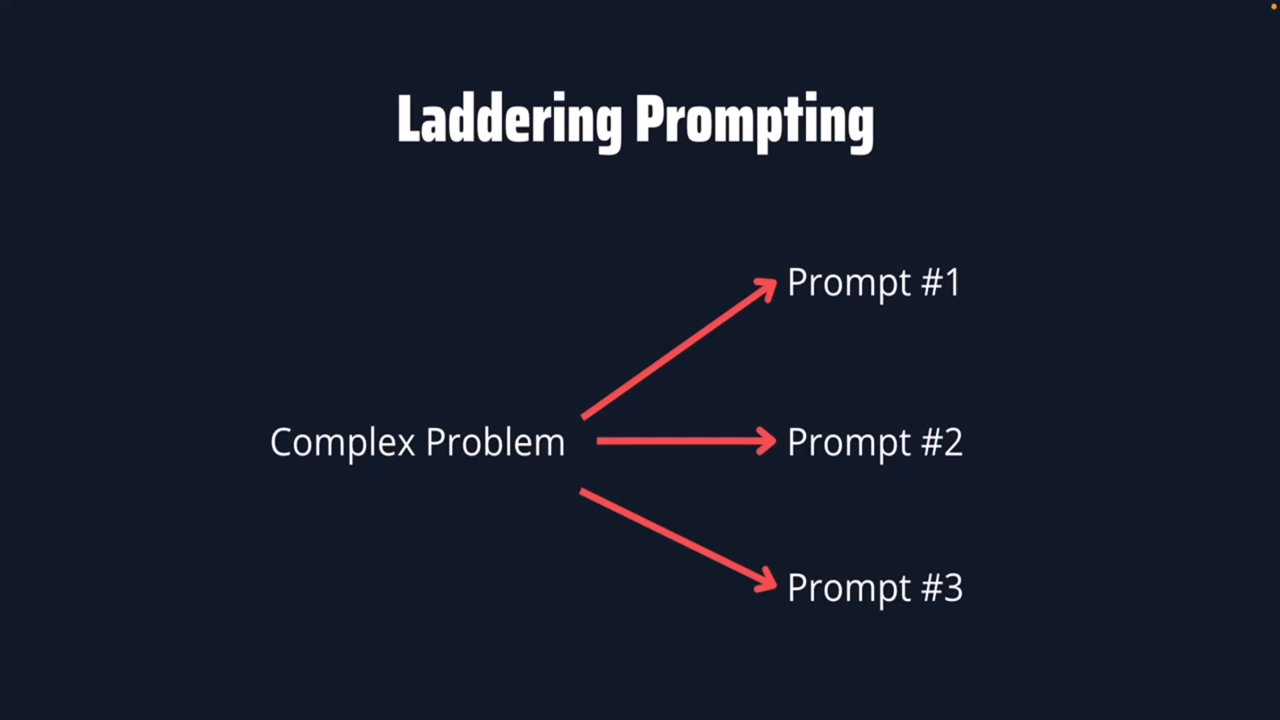 Laddering Prompting
Prompt #1
Complex Problem
Prompt #2
Prompt #3